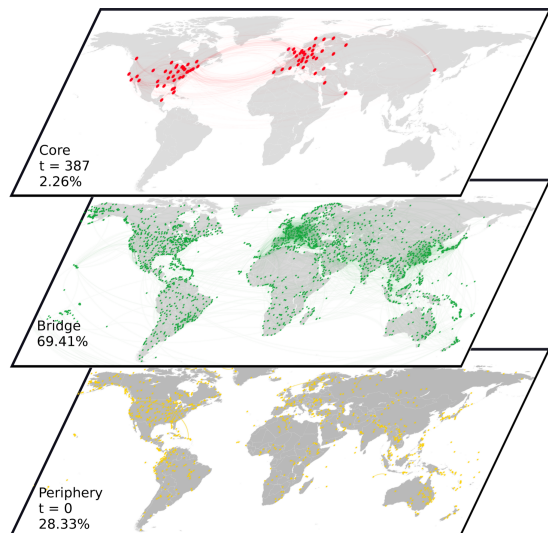 Core
t = 387
2.26%
Bridge
69.41%
Periphery
t = 0
28.33%